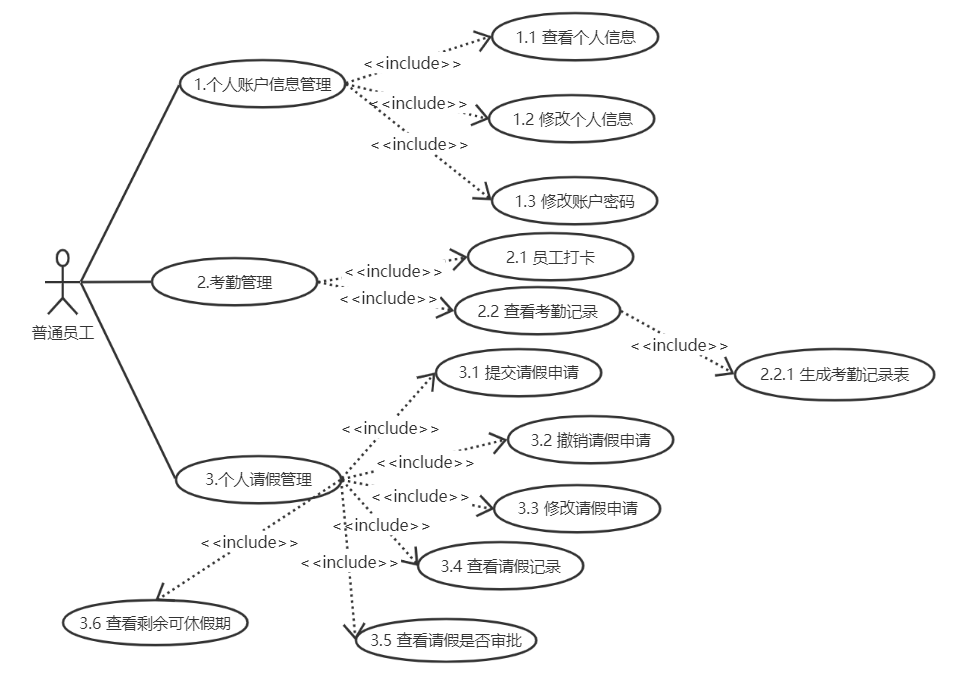 1.1 查看个人信息
<<include>>
1.个人账户信息管理
<<include>>
1.2 修改个人信息
<<include>>
1.3 修改账户密码
2.1 员工打卡
<<include>>
2.考勤管理
<<include>>
2.2 查看考勤记录
普通员工
<<include>>
2.2.1 生成考勤记录表
3.1 提交请假申请
<<include>>
3.2 撤销请假申请
<<include>>
3.个人请假管理
<<include>>
3.3 修改请假申请
<<include>>
<<include>>
<<include>>
3.4 查看请假记录
3.6 查看剩余可休假期
3.5 查看请假是否审批